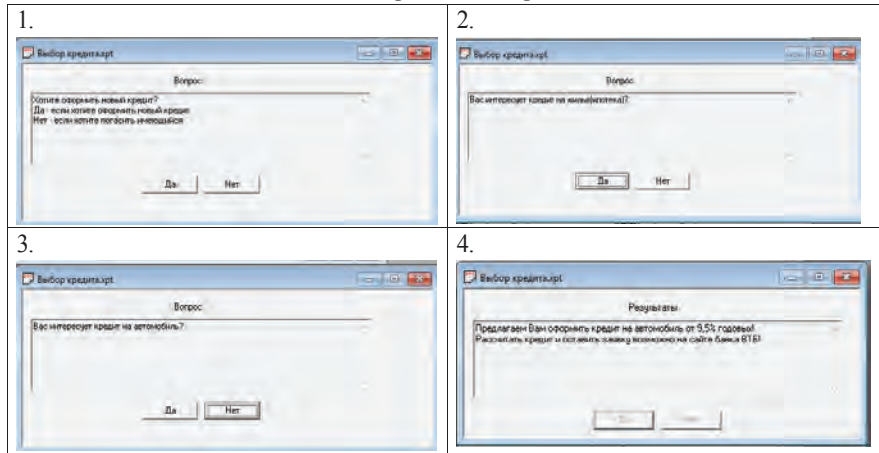 1.
Выбор кредита.xpt
Вопрос
Хотите оформить новый кредит?
Да - если хотите оформить новый кредит
Нет - если хотите погасить имеющийся
Да
Нет
2.
Выбор кредита.xpt
Вопрос
Вас интересует кредит на жилье(ипотека)?
Да
Нет
3.
Выбор кредита.xpt
Вопрос
Вас интересует кредит на автомобиль?
Да
Нет
4.
Выбор кредита.xpt
Результаты
Предлагаем Вам оформить кредит на автомобиль от 9,5% годовых!
Рассчитать кредит и оставить заявку возможно на сайте банка ВТБ!